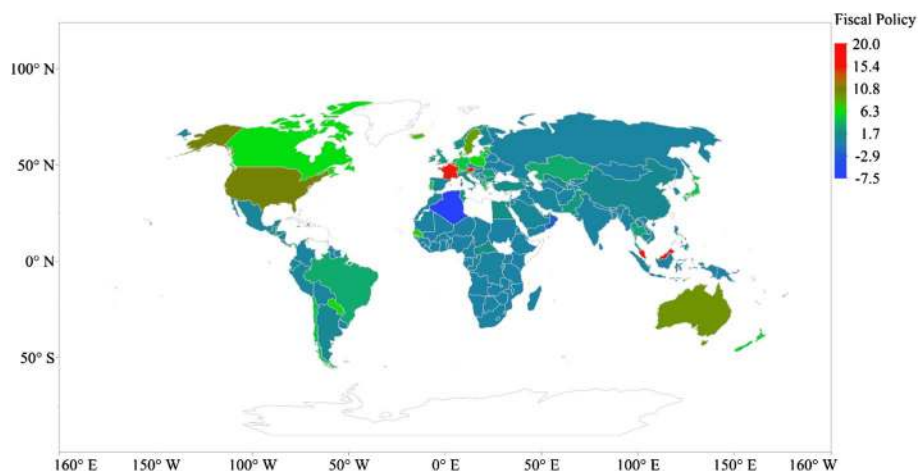 Fiscal Policy
20.0
15.4
10.8
6.3
1.7
-2.9
-7.5
100° N
50° N
0° N
50° S
160° E
150° W
100° W
50° W
0° E
50° E
100° E
150° E
160° W